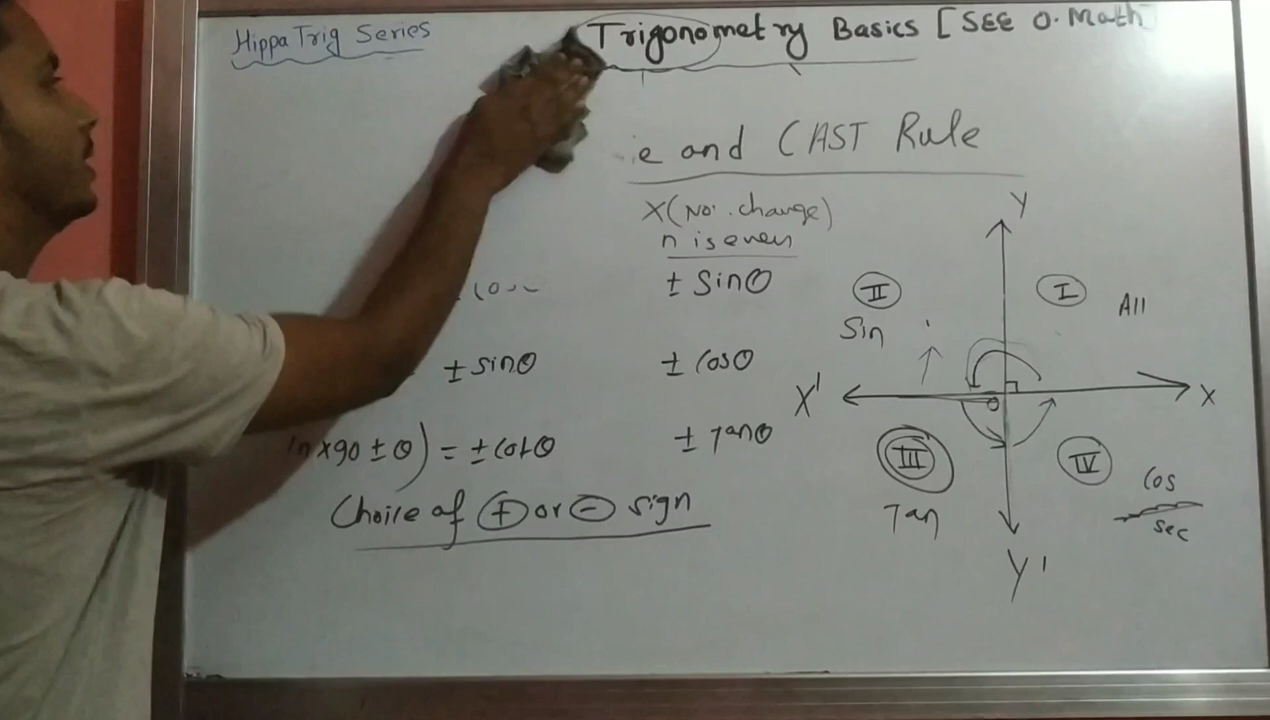 Hippa Trig Series
Trigonometry Basics [SEE O. Math
and CAST Rule
X (No. change)
n is even
± Sinθ
± sinθ
± Cosθ
x90 ± θ) = ± Cotθ
± Tanθ
Choice of + or - sign
Y
II
I
Sin
All
X'
O
X
III
IV
Tan
Cos
Sec
Y'